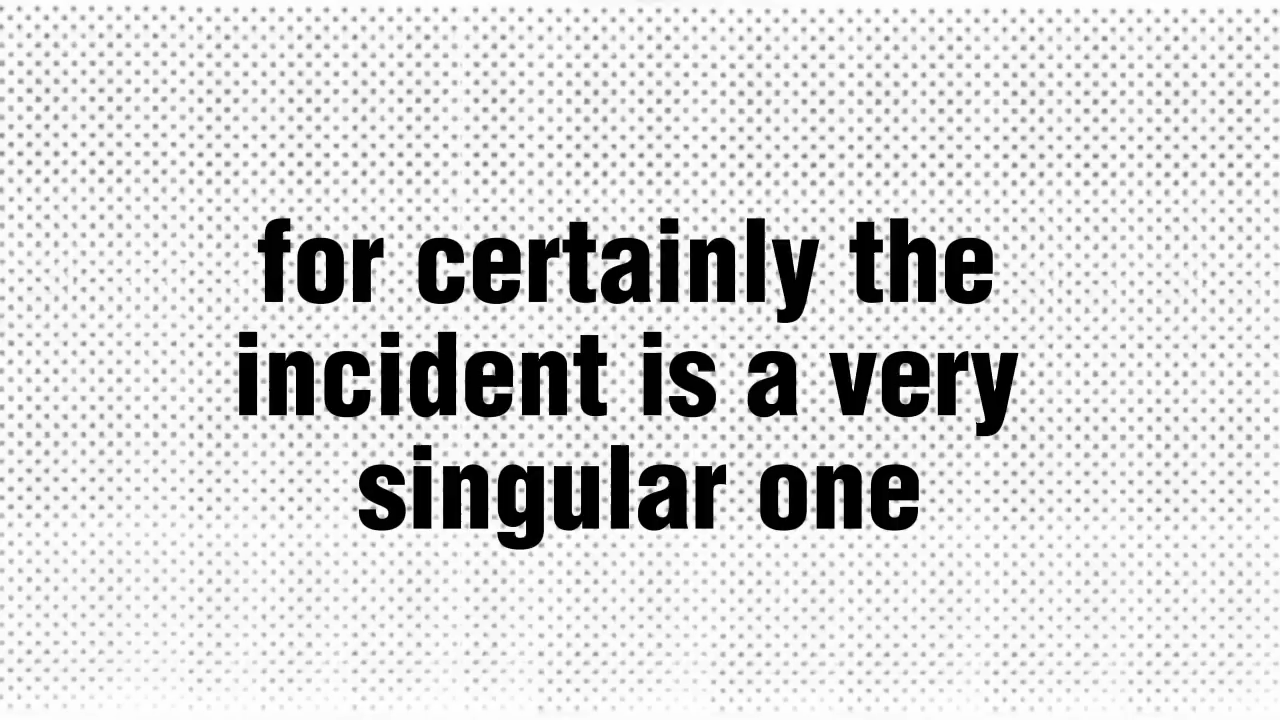 for certainly the
incident is a very
singular one